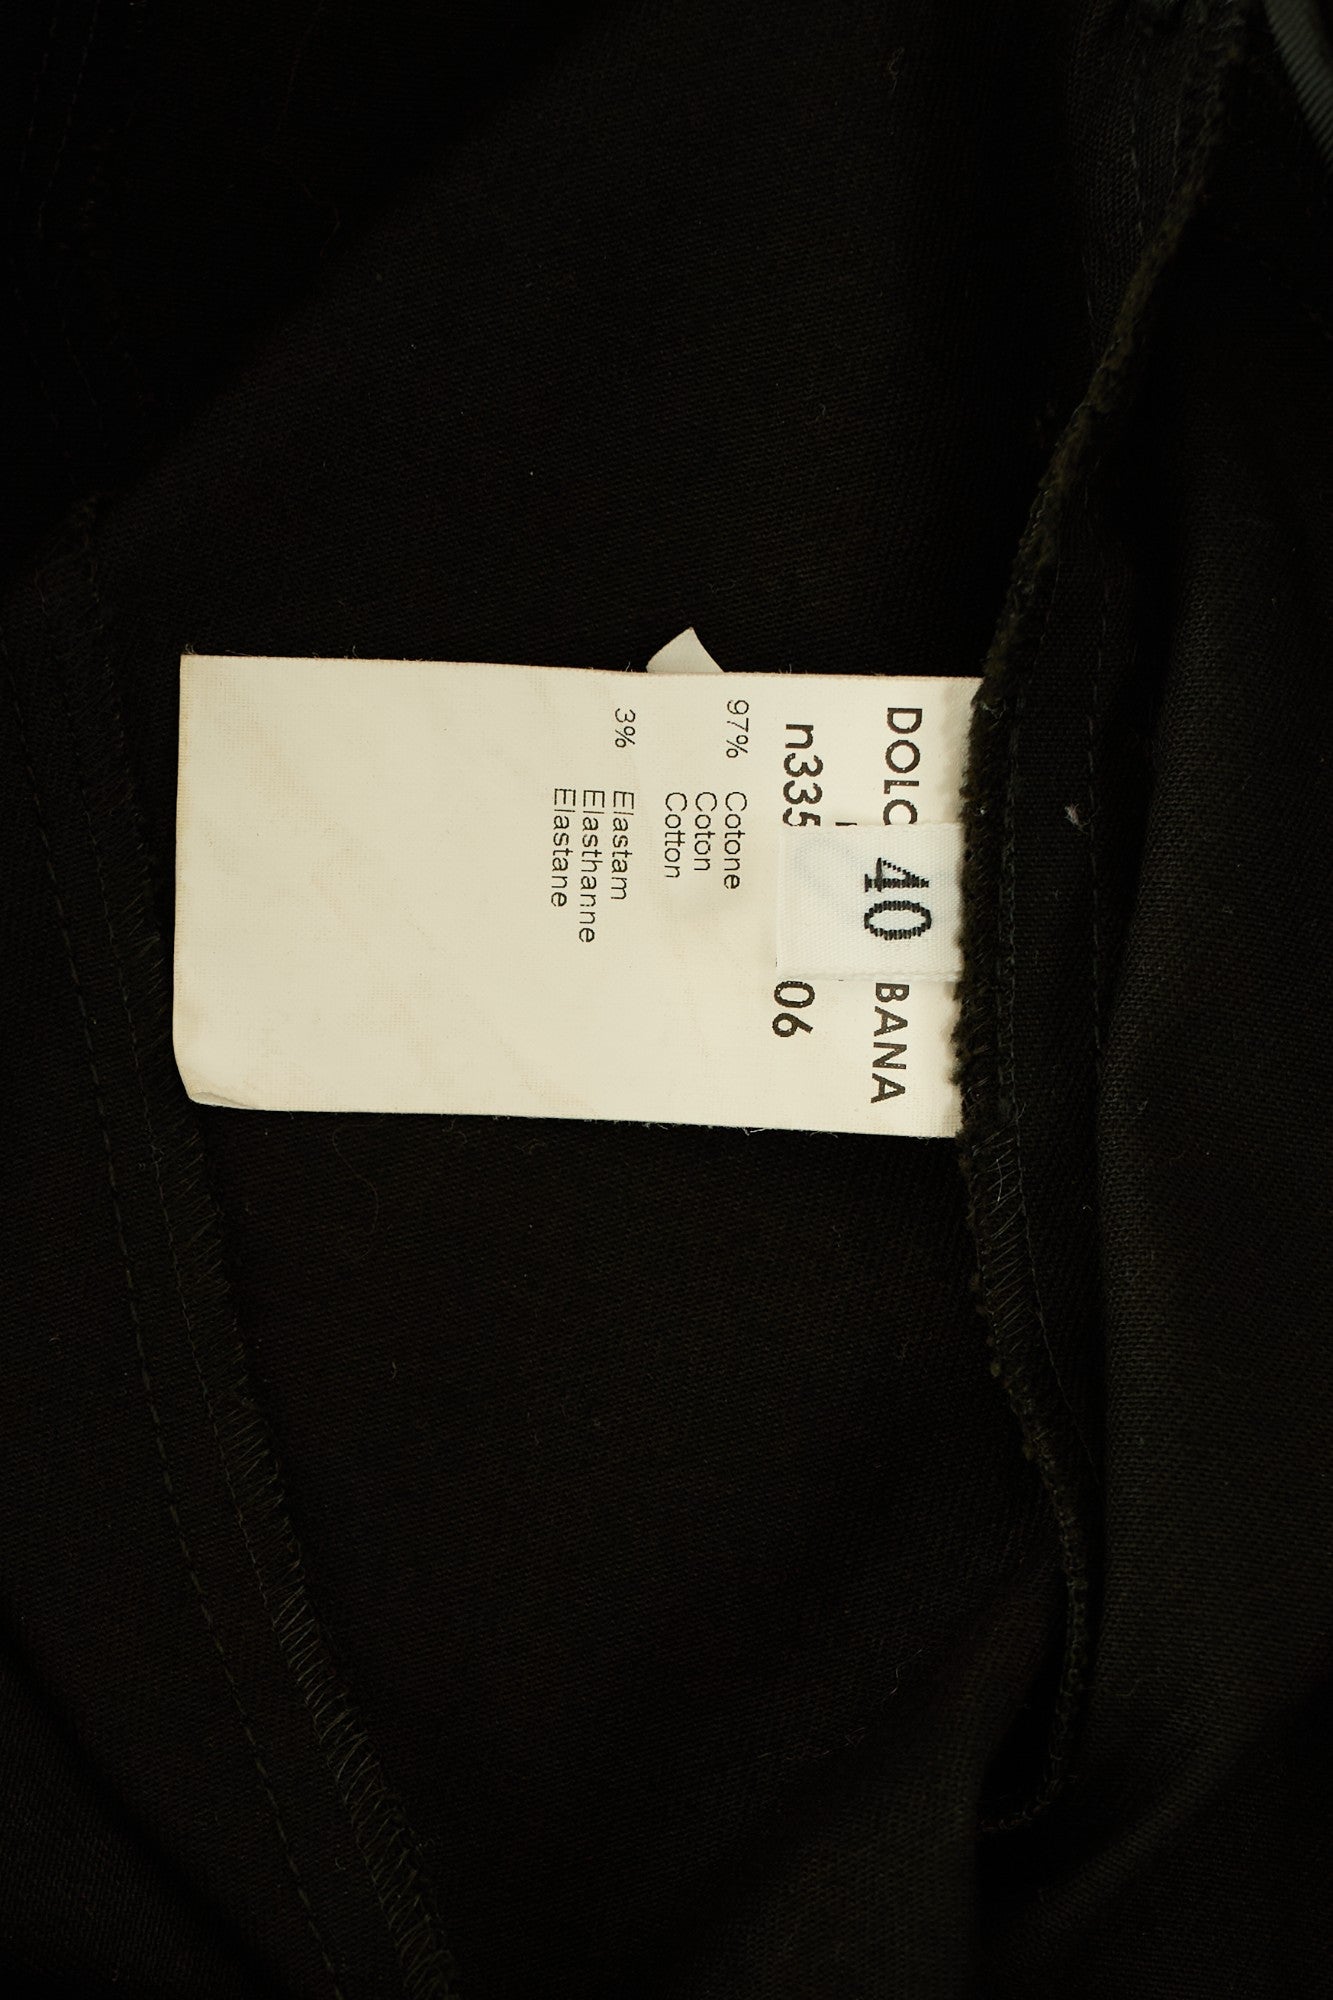 DOLC BANA
40
n335 06
97% Cotone
Coton
Cotton
3% Elastam
Elasthanne
Elastane